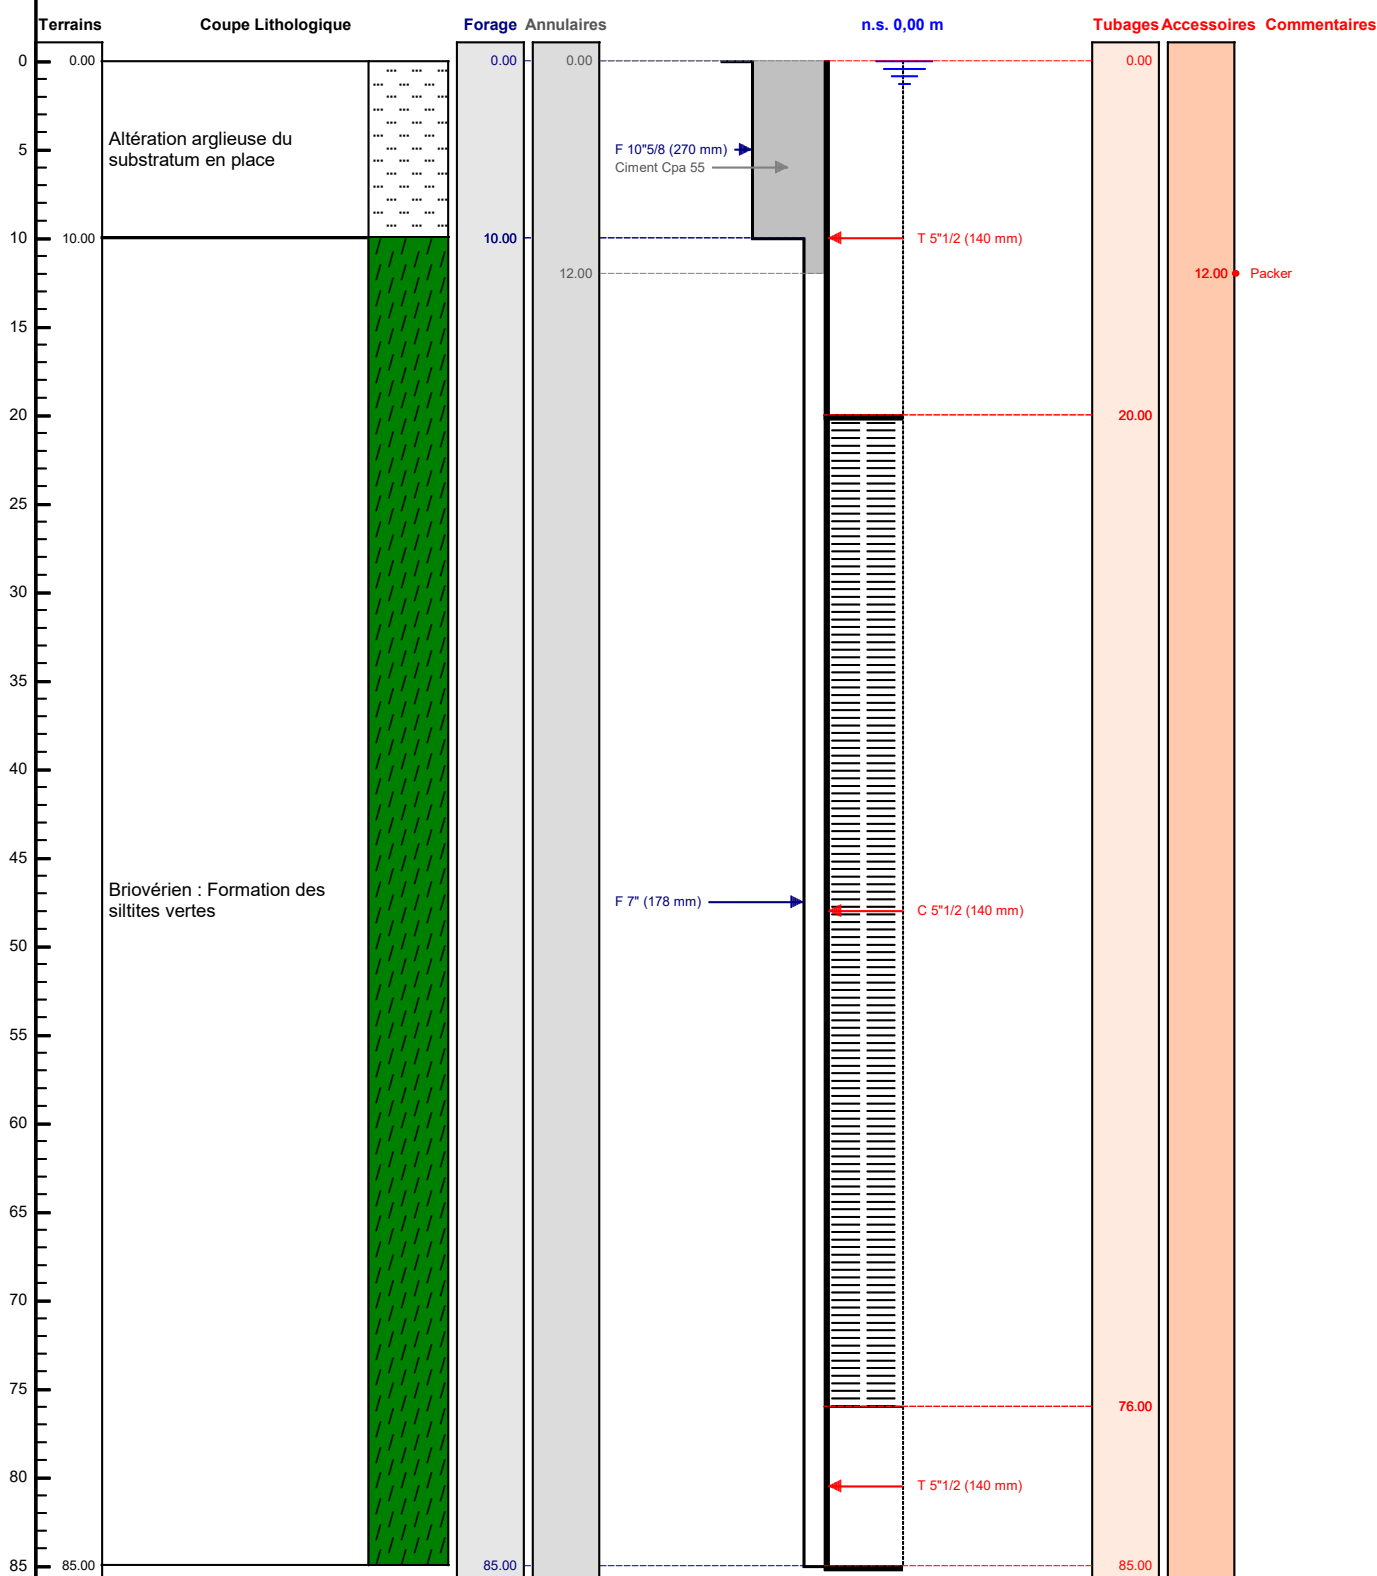 Terrains Coupe Lithologique Forage Annulaires n.s. 0,00 m Tubages Accessoires Commentaires
0 0.00 0.00 0.00 0.00
Altération arglieuse du
substratum en place
5
F 10"5/8 (270 mm)
Ciment Cpa 55
10 10.00 10.00 T 5"1/2 (140 mm)
12.00 12.00 Packer
15
20 20.00
25
30
35
40
45
Briovérien : Formation des
siltites vertes
F 7" (178 mm) C 5"1/2 (140 mm)
50
55
60
65
70
75
76.00
80
T 5"1/2 (140 mm)
85 85.00 85.00 85.00